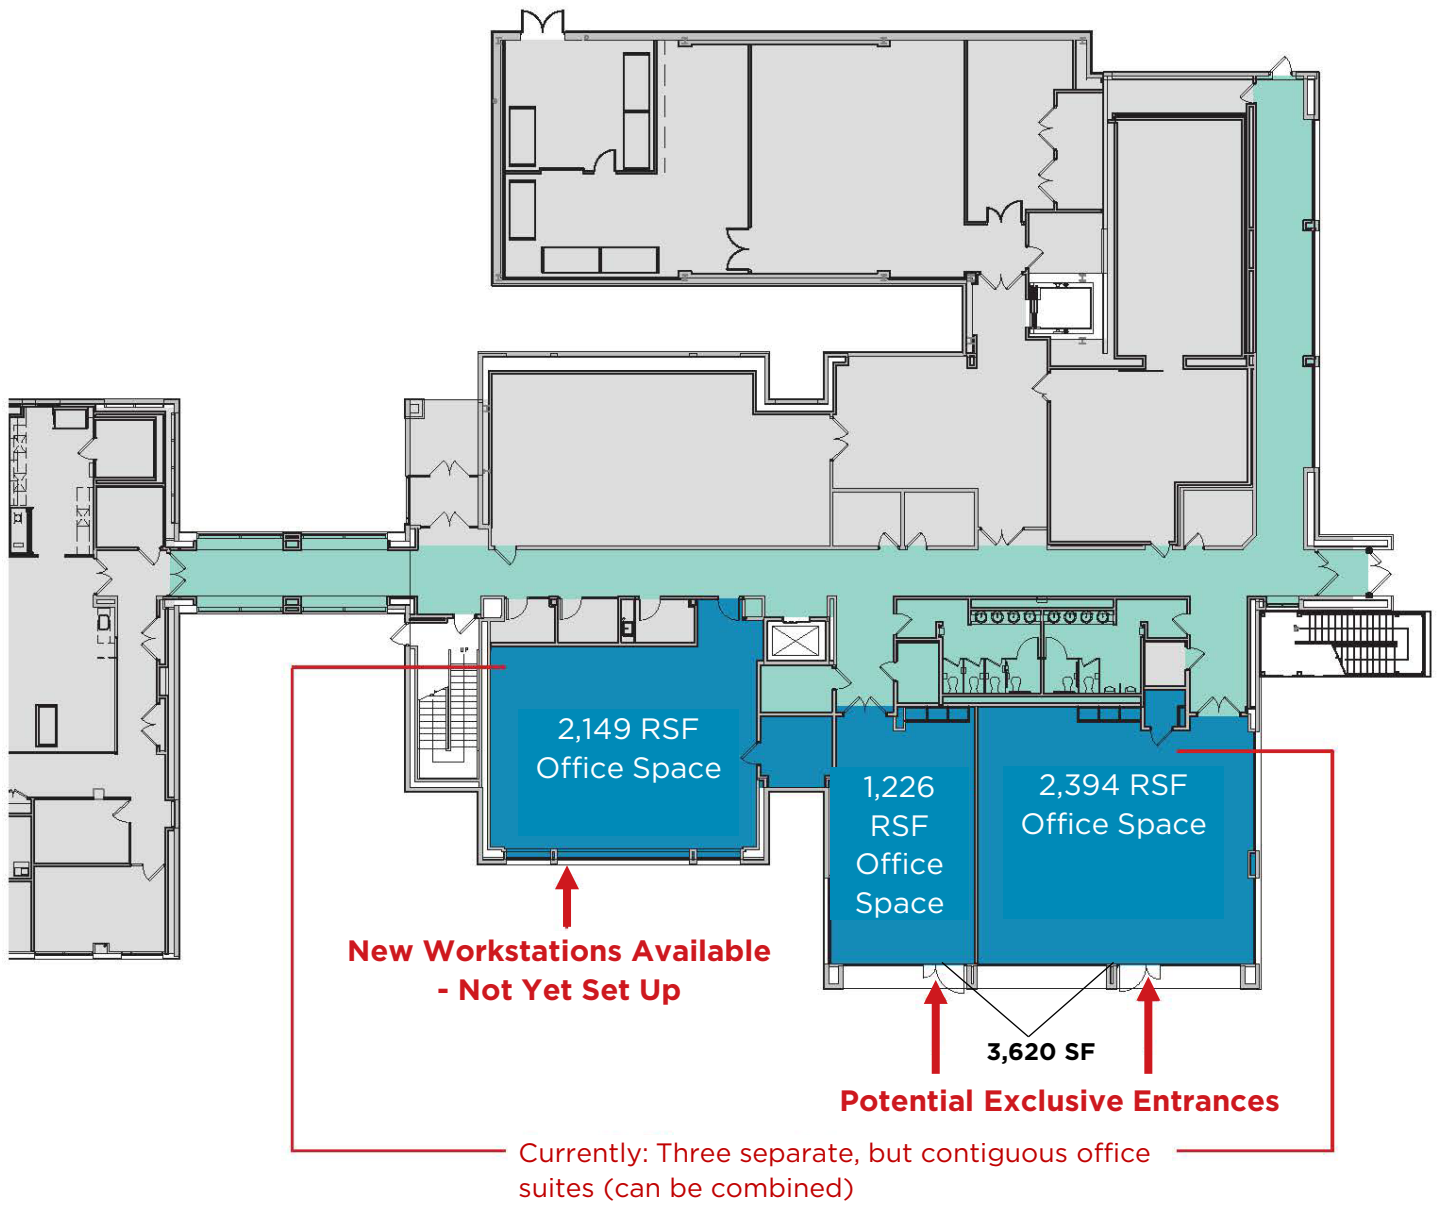 UP
2,149 RSF
Office Space
1,226
RSF
Office
Space
2,394 RSF
Office Space
New Workstations Available
- Not Yet Set Up
3,620 SF
Potential Exclusive Entrances
Currently: Three separate, but contiguous office
suites (can be combined)